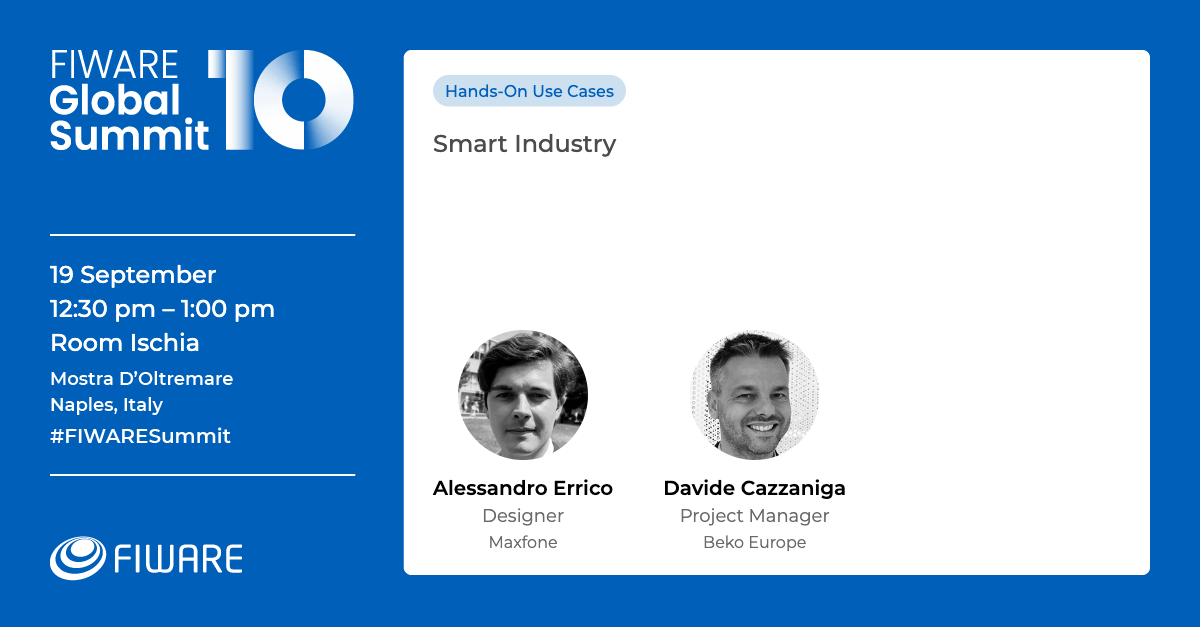 FIWARE
Global
Summit 10
19 September
12:30 pm – 1:00 pm
Room Ischia
Mostra D’Oltremare
Naples, Italy
#FIWARESummit
FIWARE
Hands-On Use Cases
Smart Industry
Alessandro Errico
Designer
Maxfone
Davide Cazzaniga
Project Manager
Beko Europe